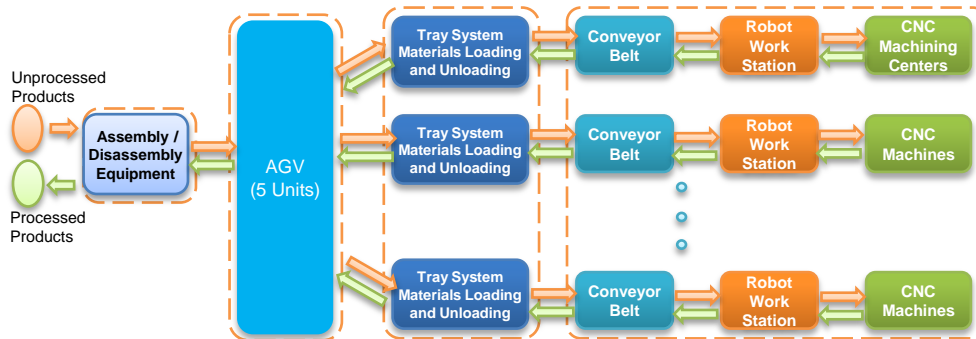 Unprocessed
Products
Assembly /
Disassembly
Equipment
Processed
Products
AGV
(5 Units)
Tray System
Materials Loading
and Unloading
Conveyor
Belt
Robot
Work
Station
CNC
Machining
Centers
Tray System
Materials Loading
and Unloading
Conveyor
Belt
Robot
Work
Station
CNC
Machines
Tray System
Materials Loading
and Unloading
Conveyor
Belt
Robot
Work
Station
CNC
Machines